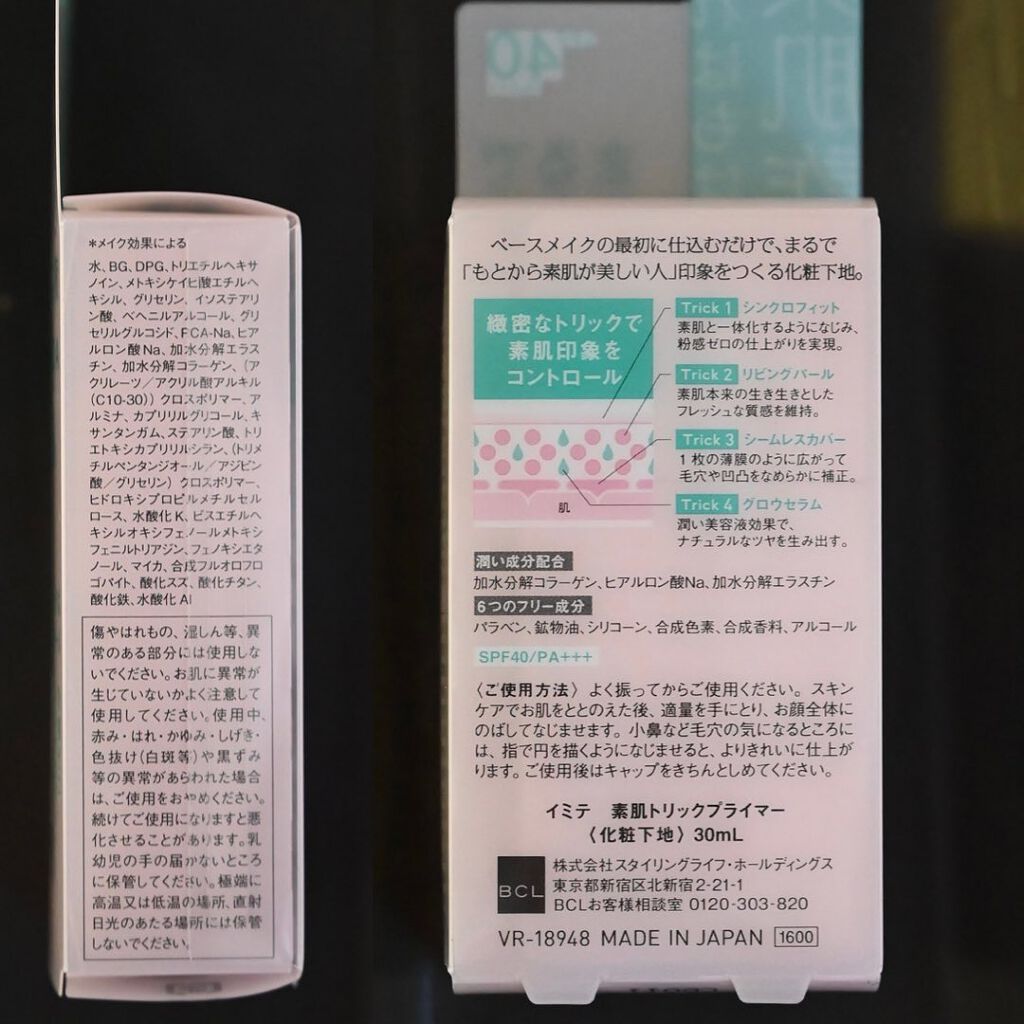 *メイク効果による
水、BG、DPG、トリエチルヘキサ
ノイン、メトキシケイヒ酸エチルヘ
キシル、グリセリン、イソステアリ
ン酸、ベヘニルアルコール、グリ
セリルグルコシド、PCA-Na、ヒア
ルロン酸Na、加水分解エラス
チン、加水分解コラーゲン、（ア
クリレーツ／アクリル酸アルキル
（C10-30））クロスポリマー、ア
ルミナ、カプリリルグリコール、キ
サンタンガム、ステアリン酸、トリ
エトキシカプリリルシラン、（トリメ
チルペンタンジオール／アジピン
酸／グリセリン）クロスポリマー、
ヒドロキシプロピルメチルセル
ロース、水酸化K、ビスエチルヘ
キシルオキシフェノールメトキシ
フェニルトリアジン、フェノキシエタ
ノール、マイカ、合成フルオロフロ
ゴパイト、酸化スズ、酸化チタン、
酸化鉄、水酸化Al
傷やはれもの、湿しん等、異
常のある部分には使用しな
いでください。お肌に異常が
生じていないかよく注意して
使用してください。使用中、
赤み・はれ・かゆみ・しげき・
色抜け（白斑等）や黒ずみ
等の異常があらわれた場合
は、ご使用をおやめください。
続けてご使用になりますと悪
化させることがあります。乳
幼児の手の届かないところ
に保管してください。極端に
高温又は低温の場所、直射
日光のあたる場所には保管
しないでください。
40
ベースメイクの最初に仕込むだけで、まるで
「もとから素肌が美しい人」印象をつくる化粧下地。
緻密なトリックで
素肌印象を
コントロール
肌
Trick 1 シンクロフィット
素肌と一体化するようになじみ、
粉感ゼロの仕上がりを実現。
Trick 2 リビングパール
素肌本来の生き生きとした
フレッシュな質感を維持。
Trick 3 シームレスカバー
1枚の薄膜のように広がって
毛穴や凹凸をなめらかに補正。
Trick 4 グロウセラム
潤い美容液効果で、
ナチュラルなツヤを生み出す。
潤い成分配合
加水分解コラーゲン、ヒアルロン酸Na、加水分解エラスチン
6つのフリー成分
パラベン、鉱物油、シリコーン、合成色素、合成香料、アルコール
SPF40/PA+++
〈ご使用方法〉よく振ってからご使用ください。スキン
ケアでお肌をととのえた後、適量を手にとり、お顔全体に
のばしてなじませます。小鼻など毛穴の気になるところに
は、指で円を描くようになじませると、よりきれいに仕上が
ります。ご使用後はキャップをきちんとしめてください。
イミテ 素肌トリックプライマー
〈化粧下地〉30mL
BCL
株式会社スタイリングライフ・ホールディングス
東京都新宿区北新宿2-21-1
BCLお客様相談室 0120-303-820
VR-18948 MADE IN JAPAN 1600